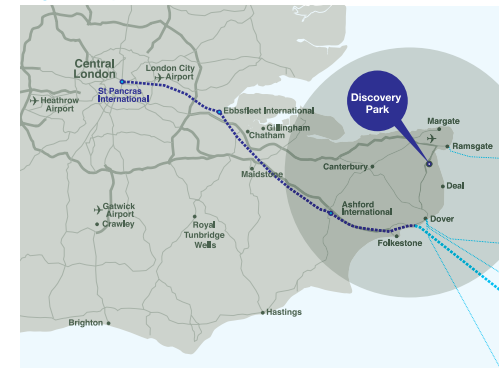 Central
London
London City
Airport
St Pancras
International
Heathrow
Airport
Ebbsfleet International
Gillingham
Chatham
Maidstone
Discovery
Park
Margate
Ramsgate
Canterbury
Deal
Ashford
International
Dover
Folkestone
Gatwick
Airport
Crawley
Royal
Tunbridge
Wells
Hastings
Brighton